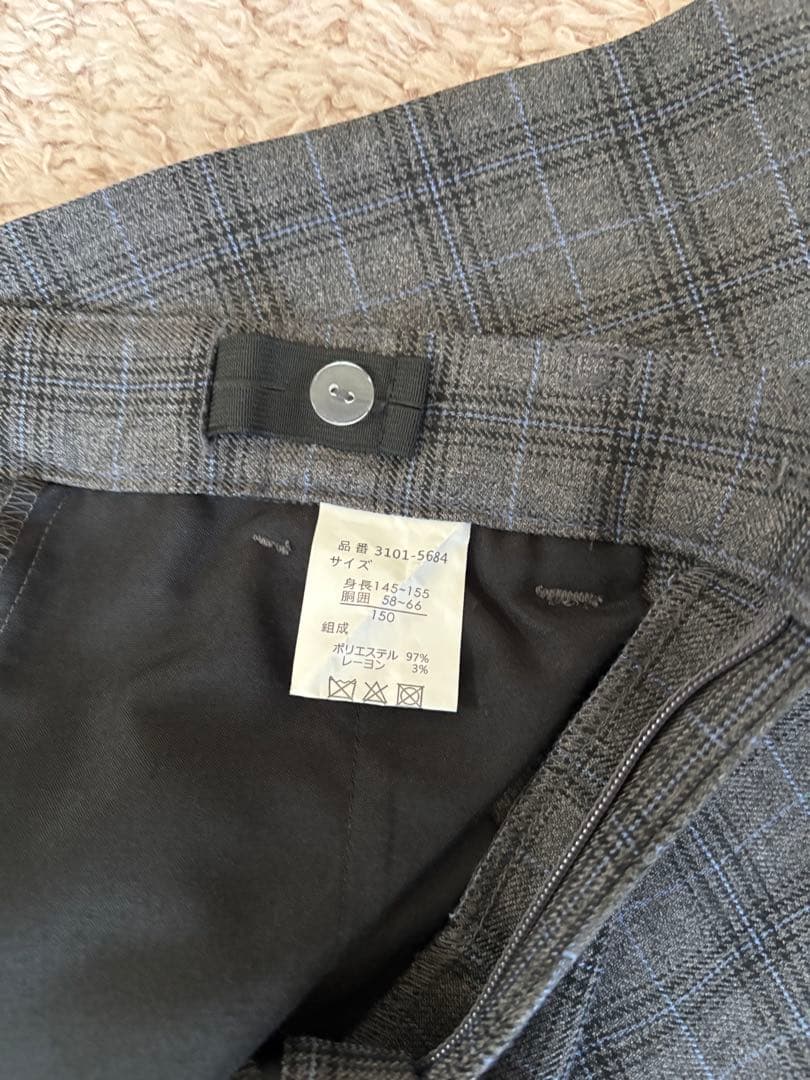 品番 3101-5684
サイズ
身長145~155
胴囲 58~66
150
組成
ポリエステル 97%
レーヨン 3%